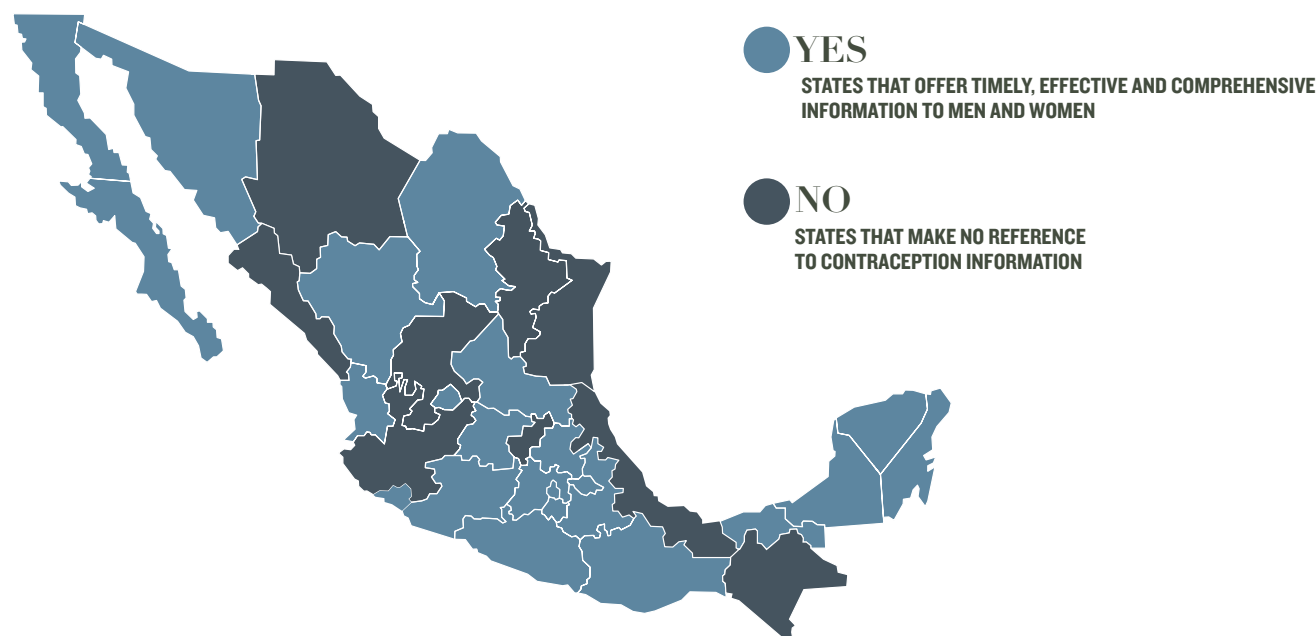 YES
STATES THAT OFFER TIMELY, EFFECTIVE AND COMPREHENSIVE
INFORMATION TO MEN AND WOMEN
NO
STATES THAT MAKE NO REFERENCE
TO CONTRACEPTION INFORMATION